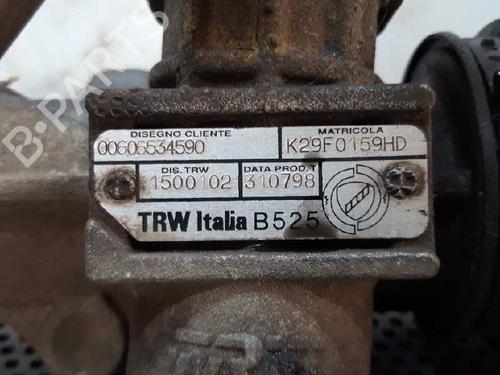 DISEGNO CLIENTE MATRICOLA
00606534590 K29F0159HD
DIS. TRW DATA PROD.T
1500102 310798
TRW Italia B525
B-PARTS